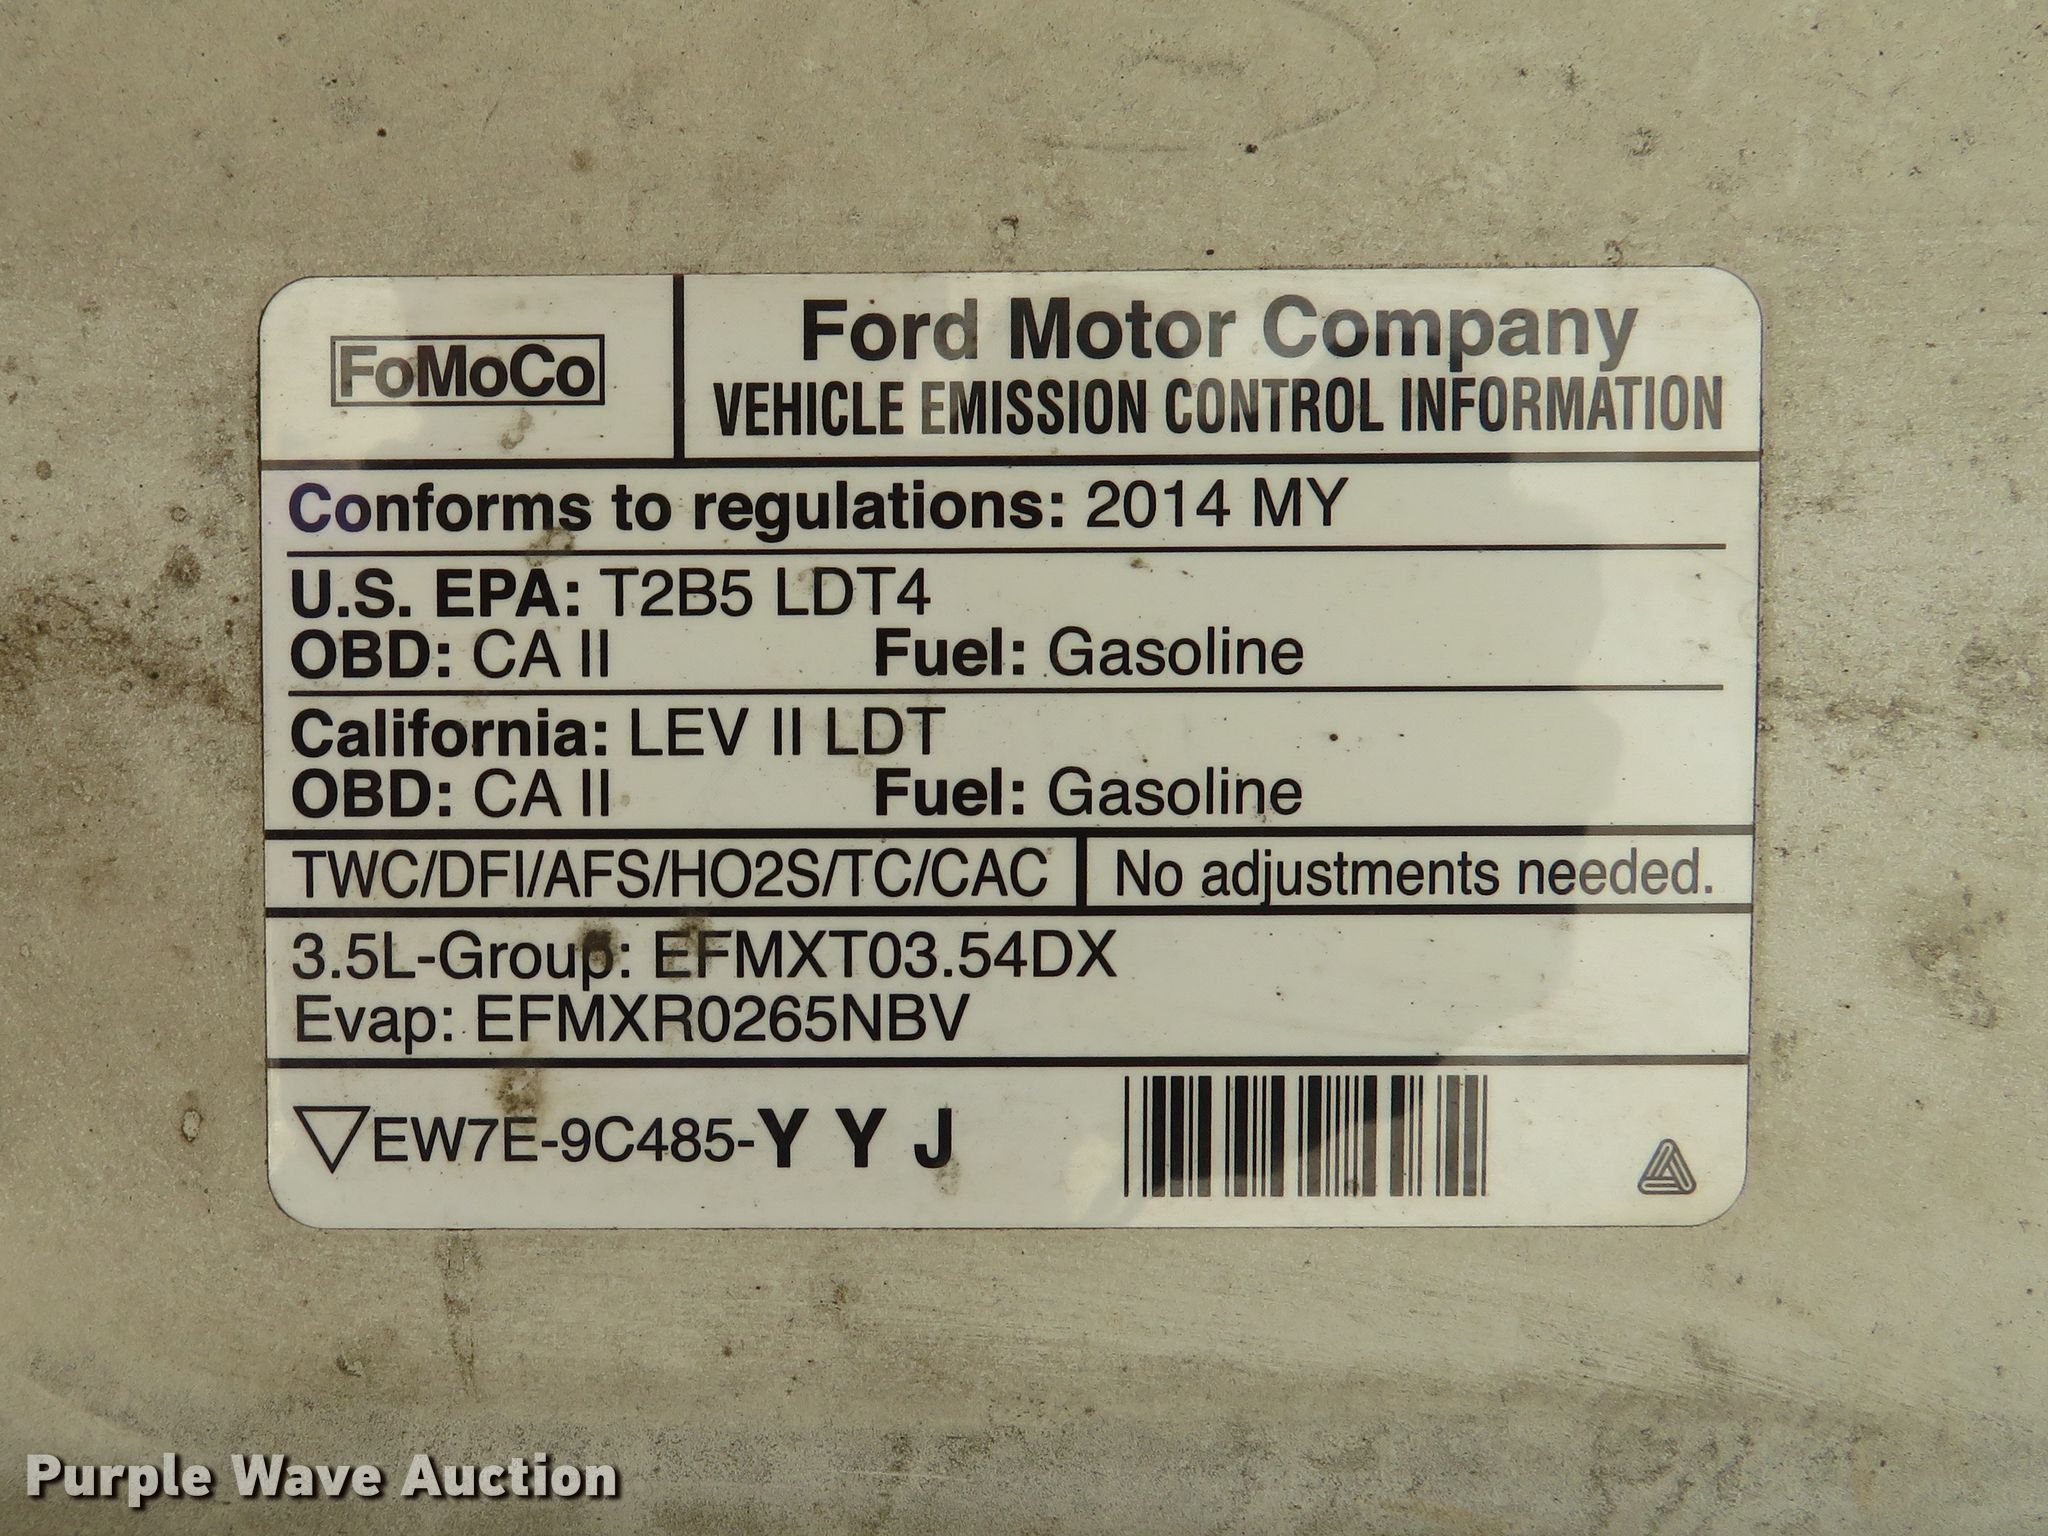 FoMoCo
Ford Motor Company
VEHICLE EMISSION CONTROL INFORMATION
Conforms to regulations: 2014 MY
U.S. EPA: T2B5 LDT4
OBD: CA II Fuel: Gasoline
California: LEV II LDT
OBD: CA II Fuel: Gasoline
TWC/DFI/AFS/HO2S/TC/CAC No adjustments needed.
3.5L-Group: EFMXT03.54DX
Evap: EFMXR0265NBV
EW7E-9C485-Y Y J
Purple Wave Auction